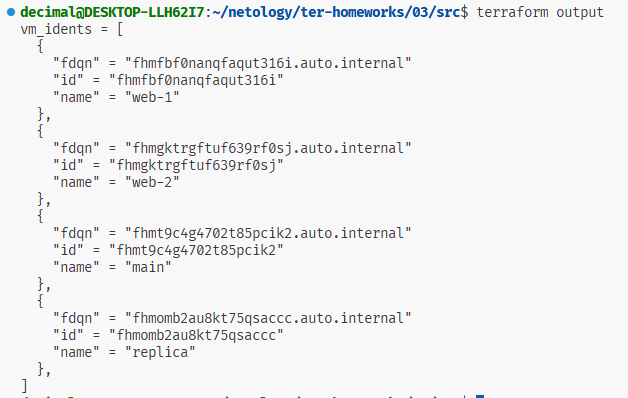 decimal@DESKTOP-LLH62I7:~/netology/ter-homeworks/03/src$ terraform output
vm_idents = [
  {
    "fdqn" = "fhmfbf0nanqfaqut316i.auto.internal"
    "id" = "fhmfbf0nanqfaqut316i"
    "name" = "web-1"
  },
  {
    "fdqn" = "fhmgktrgftuf639rf0sj.auto.internal"
    "id" = "fhmgktrgftuf639rf0sj"
    "name" = "web-2"
  },
  {
    "fdqn" = "fhmt9c4g4702t85pcik2.auto.internal"
    "id" = "fhmt9c4g4702t85pcik2"
    "name" = "main"
  },
  {
    "fdqn" = "fhmomb2au8kt75qsaccc.auto.internal"
    "id" = "fhmomb2au8kt75qsaccc"
    "name" = "replica"
  },
]